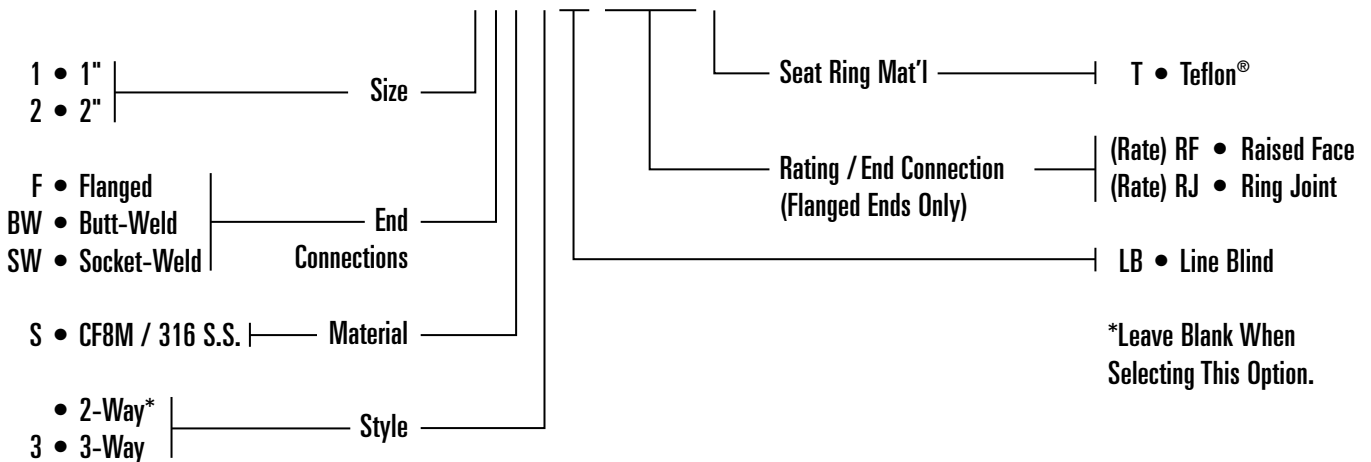 1 • 1"
2 • 2"
Size
F • Flanged
BW • Butt-Weld
SW • Socket-Weld
End
Connections
S • CF8M / 316 S.S.
Material
• 2-Way*
3 • 3-Way
Style
Seat Ring Mat'l
T • Teflon®
Rating / End Connection
(Flanged Ends Only)
(Rate) RF • Raised Face
(Rate) RJ • Ring Joint
LB • Line Blind
*Leave Blank When
Selecting This Option.